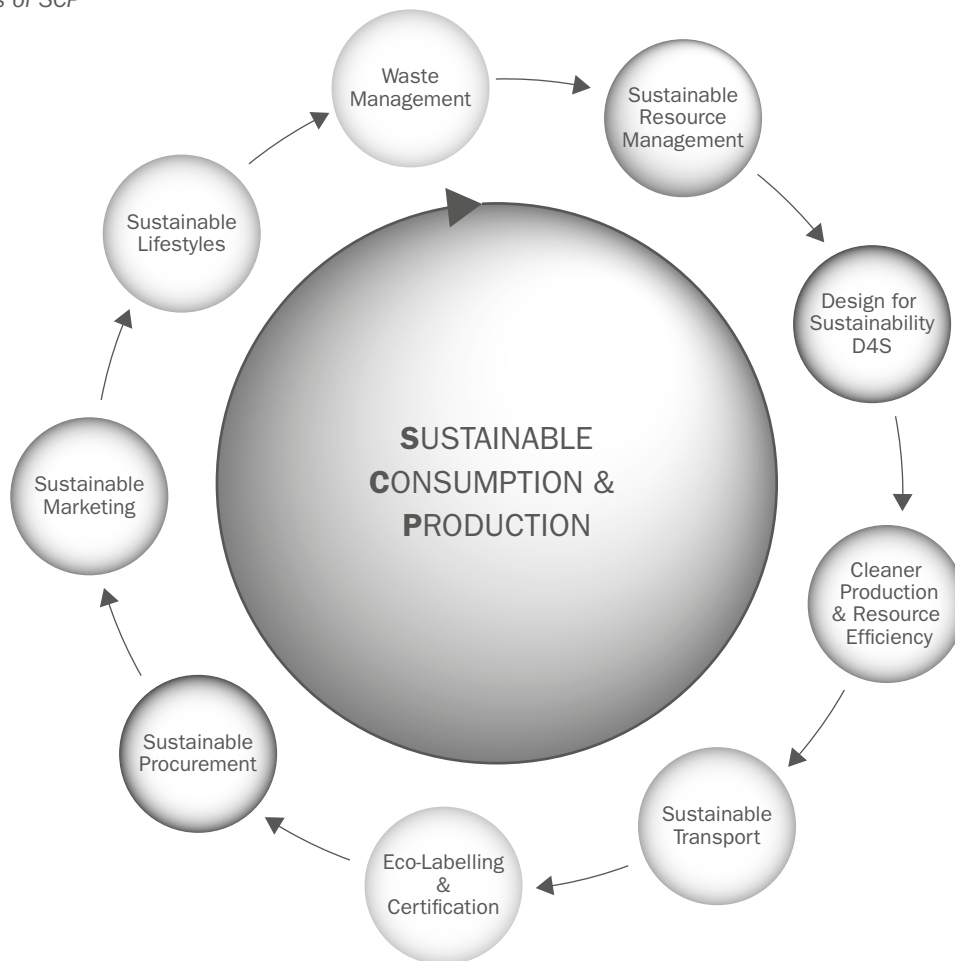 of SCP
Waste
Management
Sustainable
Resource
Management
Design for
Sustainability
D4S
Cleaner
Production
& Resource
Efficiency
Sustainable
Transport
Eco-Labelling
&
Certification
Sustainable
Procurement
Sustainable
Marketing
Sustainable
Lifestyles
SUSTAINABLE
CONSUMPTION &
PRODUCTION